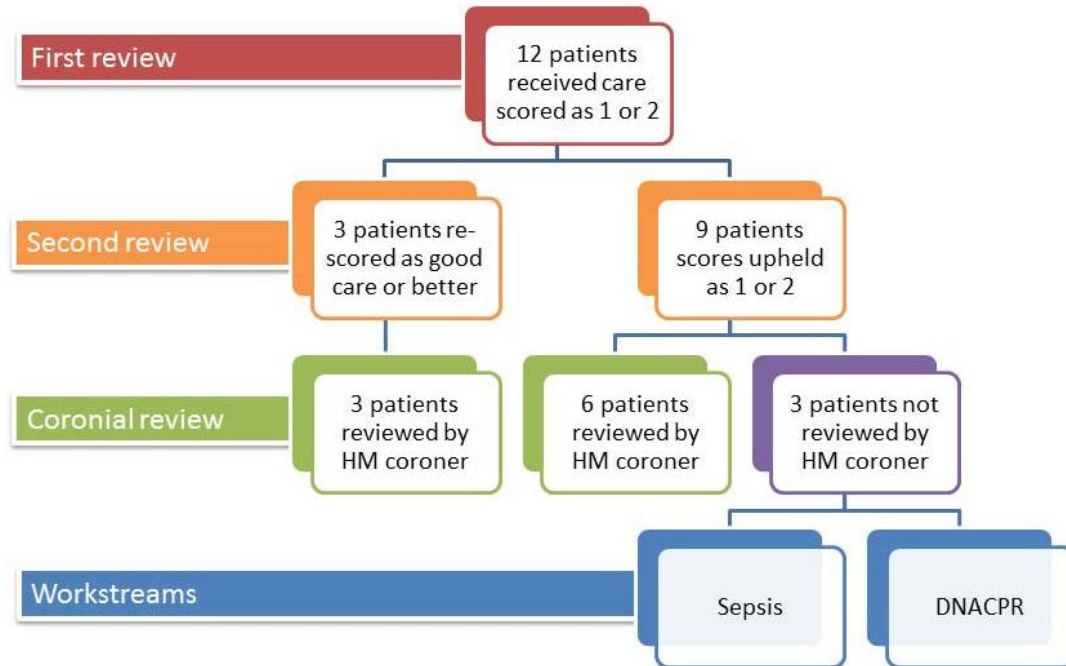 First review
12 patients
received care
scored as 1 or 2
Second review
3 patients re-
scored as good
care or better
9 patients
scores upheld
as 1 or 2
Coronial review
3 patients
reviewed by
HM coroner
6 patients
reviewed by
HM coroner
3 patients not
reviewed by
HM coroner
Workstreams
Sepsis
DNACPR